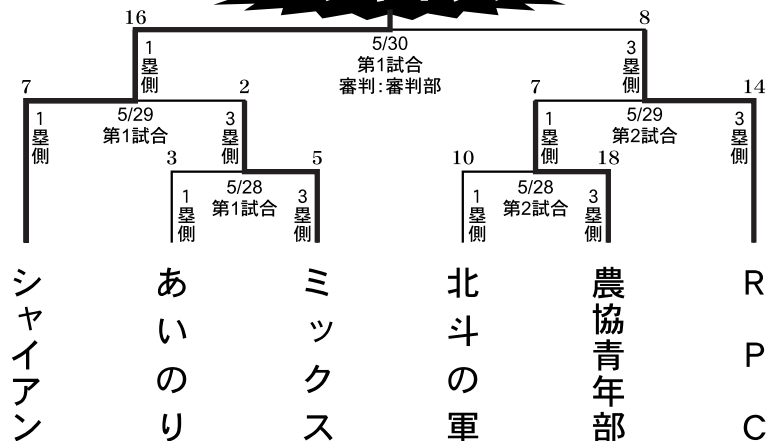 16
8
5/30
第1試合
審判：審判部
1塁側
3塁側
7
2
7
14
5/29
第1試合
5/29
第2試合
1塁側
3塁側
1塁側
3塁側
3
5
10
18
5/28
第1試合
5/28
第2試合
1塁側
3塁側
1塁側
3塁側
シャイアン
あいのり
ミックス
北斗の軍
農協青年部
RPC